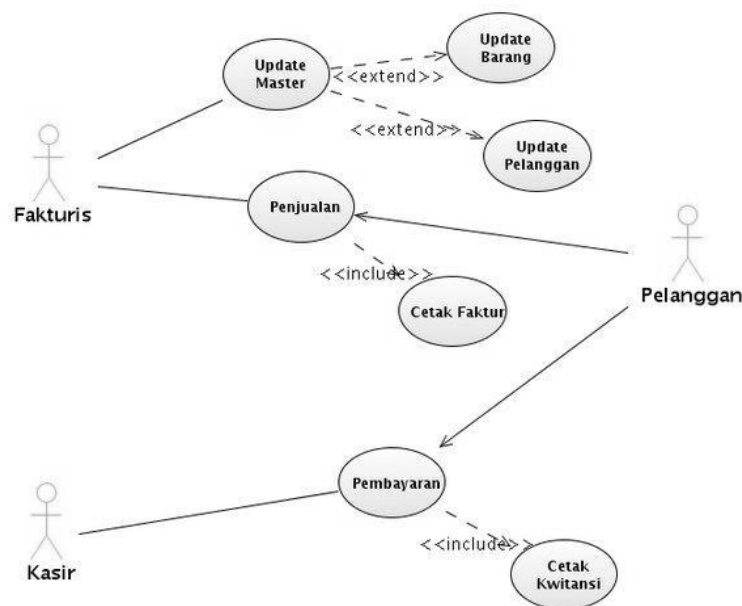 Update
Master
<<extend>>
Update
Barang
<<extend>>
Update
Pelanggan
Fakturis
Penjualan
<<include>>
Cetak Faktur
Pelanggan
Pembayaran
<<include>>
Cetak
Kwitansi
Kasir